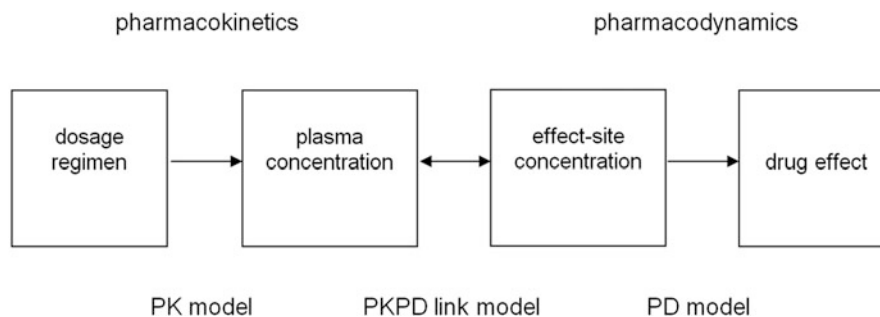 pharmacokinetics
pharmacodynamics
dosage
regimen
plasma
concentration
effect-site
concentration
drug effect
PK model
PKPD link model
PD model